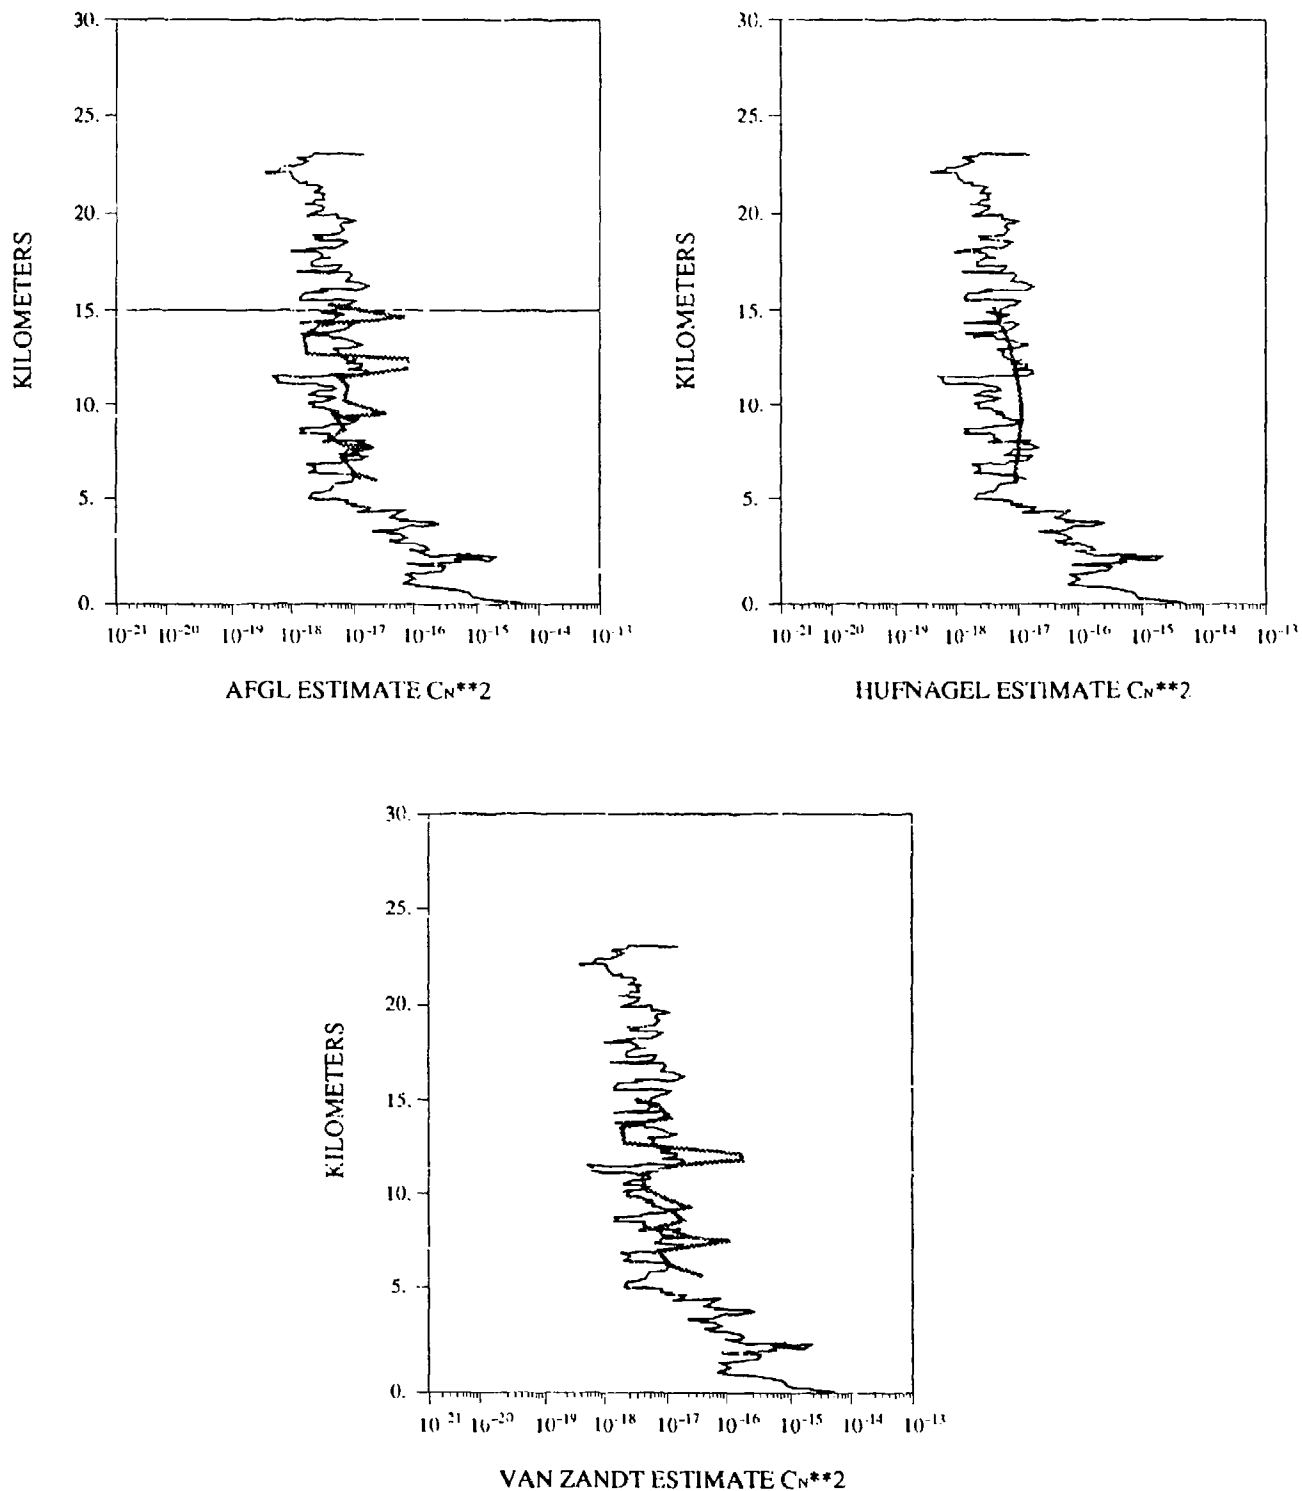 30.
25.
20.
15.
10.
5.
0.
KILOMETERS
10-21 10-20 10-19 10-18 10-17 10-16 10-15 10-14 10-13
AFGL ESTIMATE CN**2
30.
25.
20.
15.
10.
5.
0.
KILOMETERS
10-21 10-20 10-19 10-18 10-17 10-16 10-15 10-14 10-13
HUFNAGEL ESTIMATE CN**2
30.
25.
20.
15.
10.
5.
0.
KILOMETERS
10-21 10-20 10-19 10-18 10-17 10-16 10-15 10-14 10-13
VAN ZANDT ESTIMATE CN**2